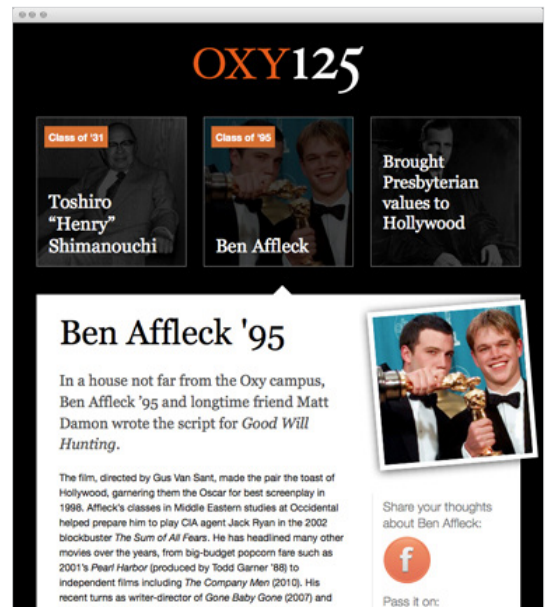 OXY125
Class of '31
Toshiro
“Henry”
Shimanouchi
Class of '95
Ben Affleck
Brought
Presbyterian
values to
Hollywood
Ben Affleck '95
In a house not far from the Oxy campus,
Ben Affleck ’95 and longtime friend Matt
Damon wrote the script for Good Will
Hunting.
The film, directed by Gus Van Sant, made the pair the toast of
Hollywood, garnering them the Oscar for best screenplay in
1998. Affleck's classes in Middle Eastern studies at Occidental
helped prepare him to play CIA agent Jack Ryan in the 2002
blockbuster The Sum of All Fears. He has headlined many other
movies over the years, from big-budget popcorn fare such as
2001's Pearl Harbor (produced by Todd Garner '88) to
independent films including The Company Men (2010). His
recent turns as writer-director of Gone Baby Gone (2007) and
Share your thoughts
about Ben Affleck:
f
Pass it on: